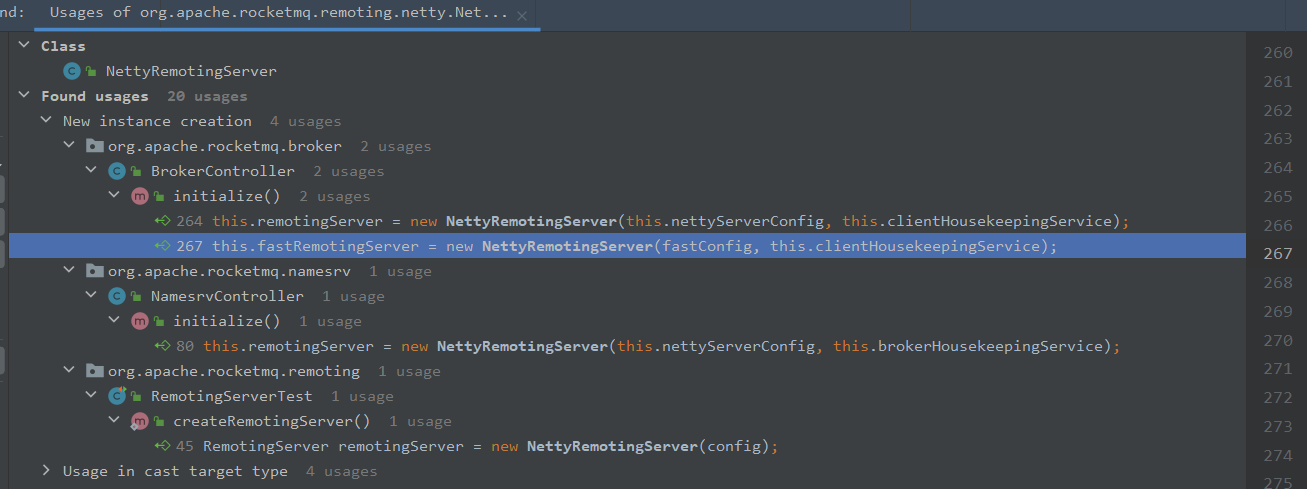 nd: Usages of org.apache.rocketmq.remoting.netty.Net...
Class
NettyRemotingServer
Found usages 20 usages
New instance creation 4 usages
org.apache.rocketmq.broker 2 usages
BrokerController 2 usages
initialize() 2 usages
264 this.remotingServer = new NettyRemotingServer(this.nettyServerConfig, this.clientHousekeepingService);
267 this.fastRemotingServer = new NettyRemotingServer(fastConfig, this.clientHousekeepingService);
org.apache.rocketmq.namesrv 1 usage
NamesrvController 1 usage
initialize() 1 usage
80 this.remotingServer = new NettyRemotingServer(this.nettyServerConfig, this.brokerHousekeepingService);
org.apache.rocketmq.remoting 1 usage
RemotingServerTest 1 usage
createRemotingServer() 1 usage
45 RemotingServer remotingServer = new NettyRemotingServer(config);
Usage in cast target type 4 usages
260
261
262
263
264
265
266
267
268
269
270
271
272
273
274
275